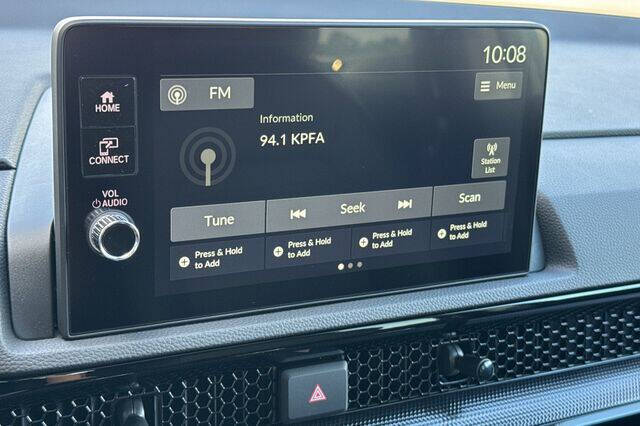 10:08
HOME
FM
Menu
Information
94.1 KPFA
CONNECT
Station
List
VOL
AUDIO
Tune
Seek
Scan
Press & Hold
to Add
Press & Hold
to Add
Press & Hold
to Add
Press & Hold
to Add